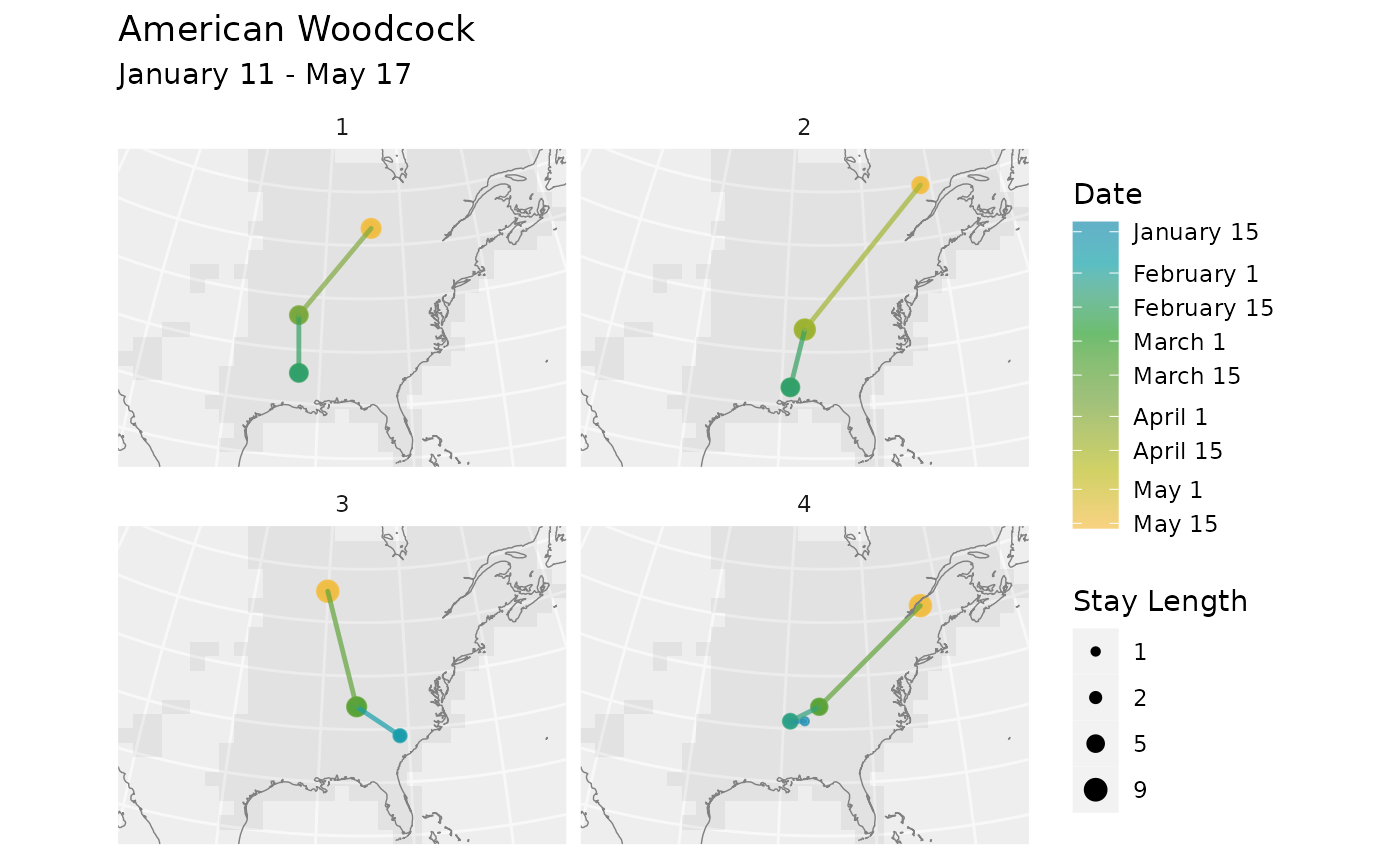 American Woodcock
January 11 - May 17
1
2
3
4
Date
January 15
February 1
February 15
March 1
March 15
April 1
April 15
May 1
May 15
Stay Length
1
2
5
9